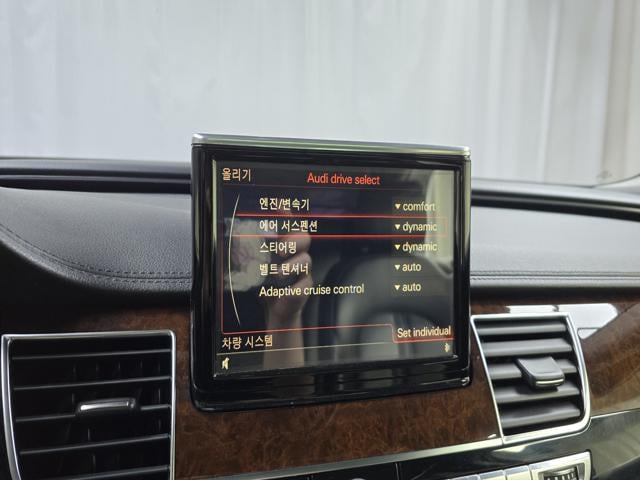 올리기 Audi drive select
엔진/변속기 ▼ comfort
에어 서스펜션 ▼ dynamic
스티어링 ▼ dynamic
벨트 텐셔너 ▼ auto
Adaptive cruise control ▼ auto
Set individual
차량 시스템